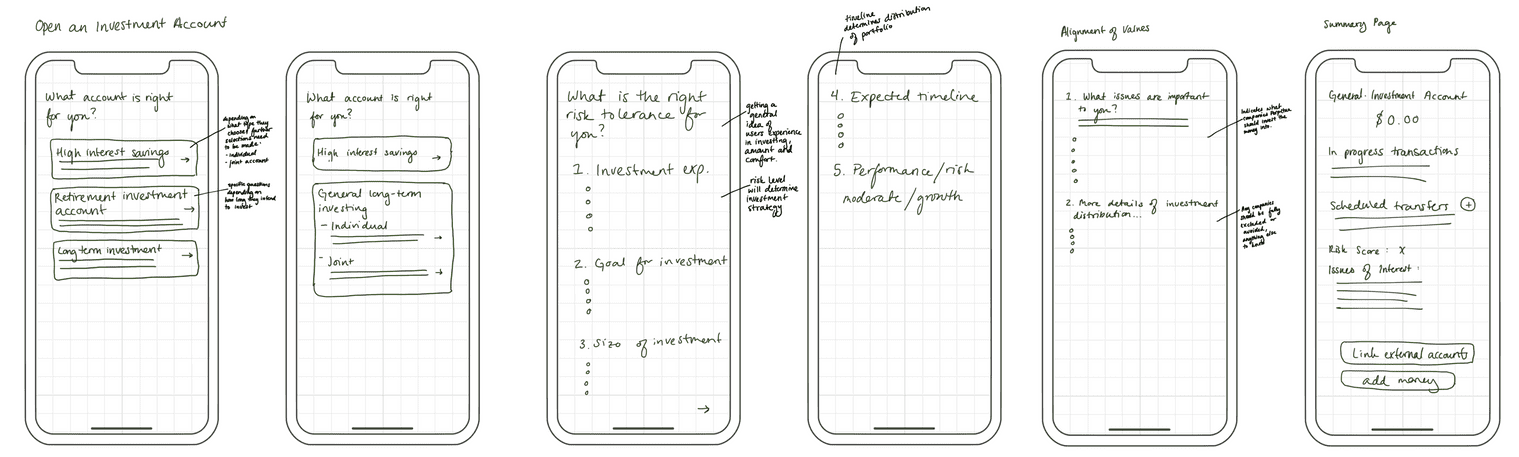 Open an Investment Account
What account is right
for you?
High interest savings
Retirement investment
account
Long term investment
depending on
what type they
choose further
selections need
to be made.
- individual
- joint account
specific questions
depending on
how long they intend
to invest
What account is right
for you?
High interest savings
General long-term
investing
- Individual
- Joint
What is the right
risk tolerance for
you?
1. Investment exp.
2. Goal for investment
3. Size of investment
getting a
general
idea of
users experience
in investing,
amount and
comfort.
risk level
will determine
investment
strategy
timeline
determines distribution
of portfolio
4. Expected timeline
5. Performance/risk
moderate/growth
Alignment of Values
1. What issues are important
to you?
2. More details of investment
distribution...
indicates what
companies
should invest the
money into.
Any companies
should be fully
excluded or
avoided,
anything else
to
Summary Page
General Investment Account
$0.00
In progress transactions
Scheduled transfers +
Risk Score: X
Issues of Interest:
Link external accounts
add money